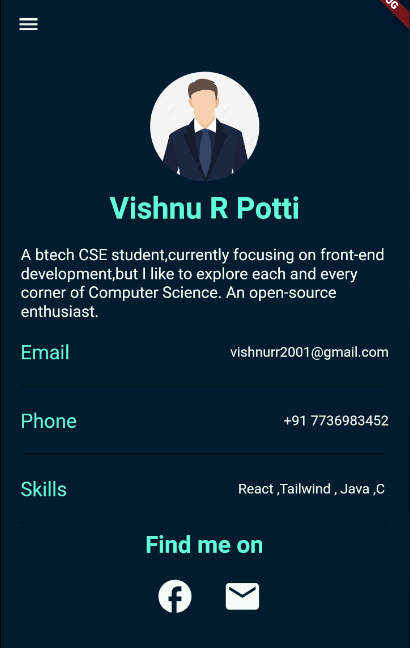 Vishnu R Potti
A btech CSE student,currently focusing on front-end
development,but I like to explore each and every
corner of Computer Science. An open-source
enthusiast.
Email vishnurr2001@gmail.com
Phone +91 7736983452
Skills React ,Tailwind , Java ,C
Find me on